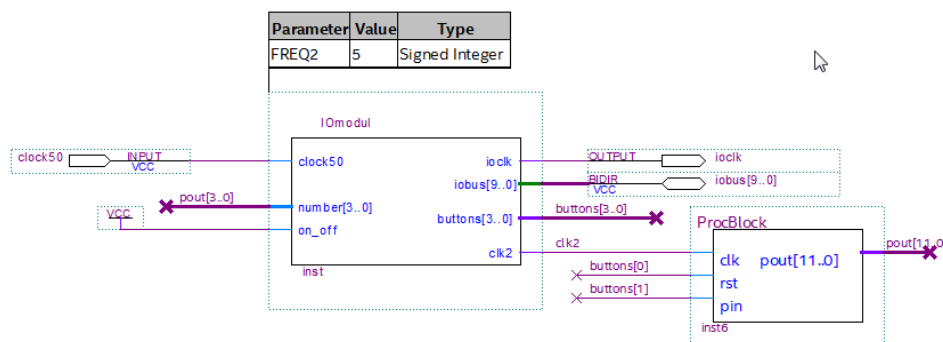 Parameter Value Type
FREQ2 5 Signed Integer
IOmodul
clock50 INPUT VCC
clock50
ioclk
OUTPUT
ioclk
iobus[9..0]
BIDIR VCC
iobus[9..0]
pout[3..0]
number[3..0]
buttons[3..0]
buttons[3..0]
VCC
on_off
clk2
clk2
inst
ProcBlock
clk pout[11..0]
pout[11..0
buttons[0]
rst
buttons[1]
pin
inst6